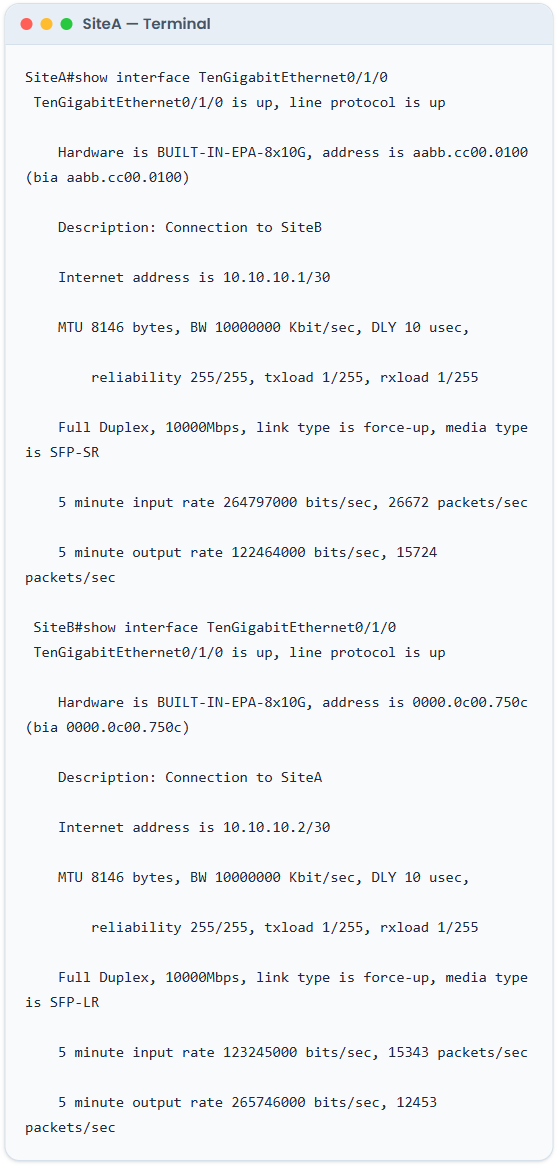 SiteA — Terminal
SiteA#show interface TenGigabitEthernet0/1/0
TenGigabitEthernet0/1/0 is up, line protocol is up
Hardware is BUILT-IN-EPA-8x10G, address is aabb.cc00.0100
(bia aabb.cc00.0100)
Description: Connection to SiteB
Internet address is 10.10.10.1/30
MTU 8146 bytes, BW 10000000 Kbit/sec, DLY 10 usec,
reliability 255/255, txload 1/255, rxload 1/255
Full Duplex, 10000Mbps, link type is force-up, media type
is SFP-SR
5 minute input rate 264797000 bits/sec, 26672 packets/sec
5 minute output rate 122464000 bits/sec, 15724
packets/sec
SiteB#show interface TenGigabitEthernet0/1/0
TenGigabitEthernet0/1/0 is up, line protocol is up
Hardware is BUILT-IN-EPA-8x10G, address is 0000.0c00.750c
(bia 0000.0c00.750c)
Description: Connection to SiteA
Internet address is 10.10.10.2/30
MTU 8146 bytes, BW 10000000 Kbit/sec, DLY 10 usec,
reliability 255/255, txload 1/255, rxload 1/255
Full Duplex, 10000Mbps, link type is force-up, media type
is SFP-LR
5 minute input rate 123245000 bits/sec, 15343 packets/sec
5 minute output rate 265746000 bits/sec, 12453
packets/sec